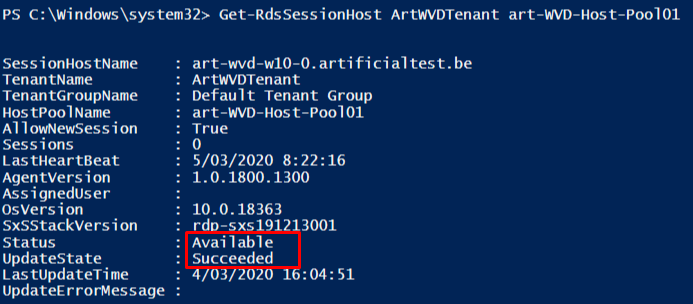 PS C:\Windows\system32> Get-RdsSessionHost ArtWVDTenant art-WVD-Host-Pool01
SessionHostName : art-wvd-w10-0.artificialtest.be
TenantName : ArtWVDTenant
TenantGroupName : Default Tenant Group
HostPoolName : art-WVD-Host-Pool01
AllowNewSession : True
Sessions : 0
LastHeartBeat : 5/03/2020 8:22:16
AgentVersion : 1.0.1800.1300
AssignedUser :
OsVersion : 10.0.18363
SxSStackVersion : rdp-sxs191213001
Status : Available
UpdateState : Succeeded
LastUpdateTime : 4/03/2020 16:04:51
UpdateErrorMessage :